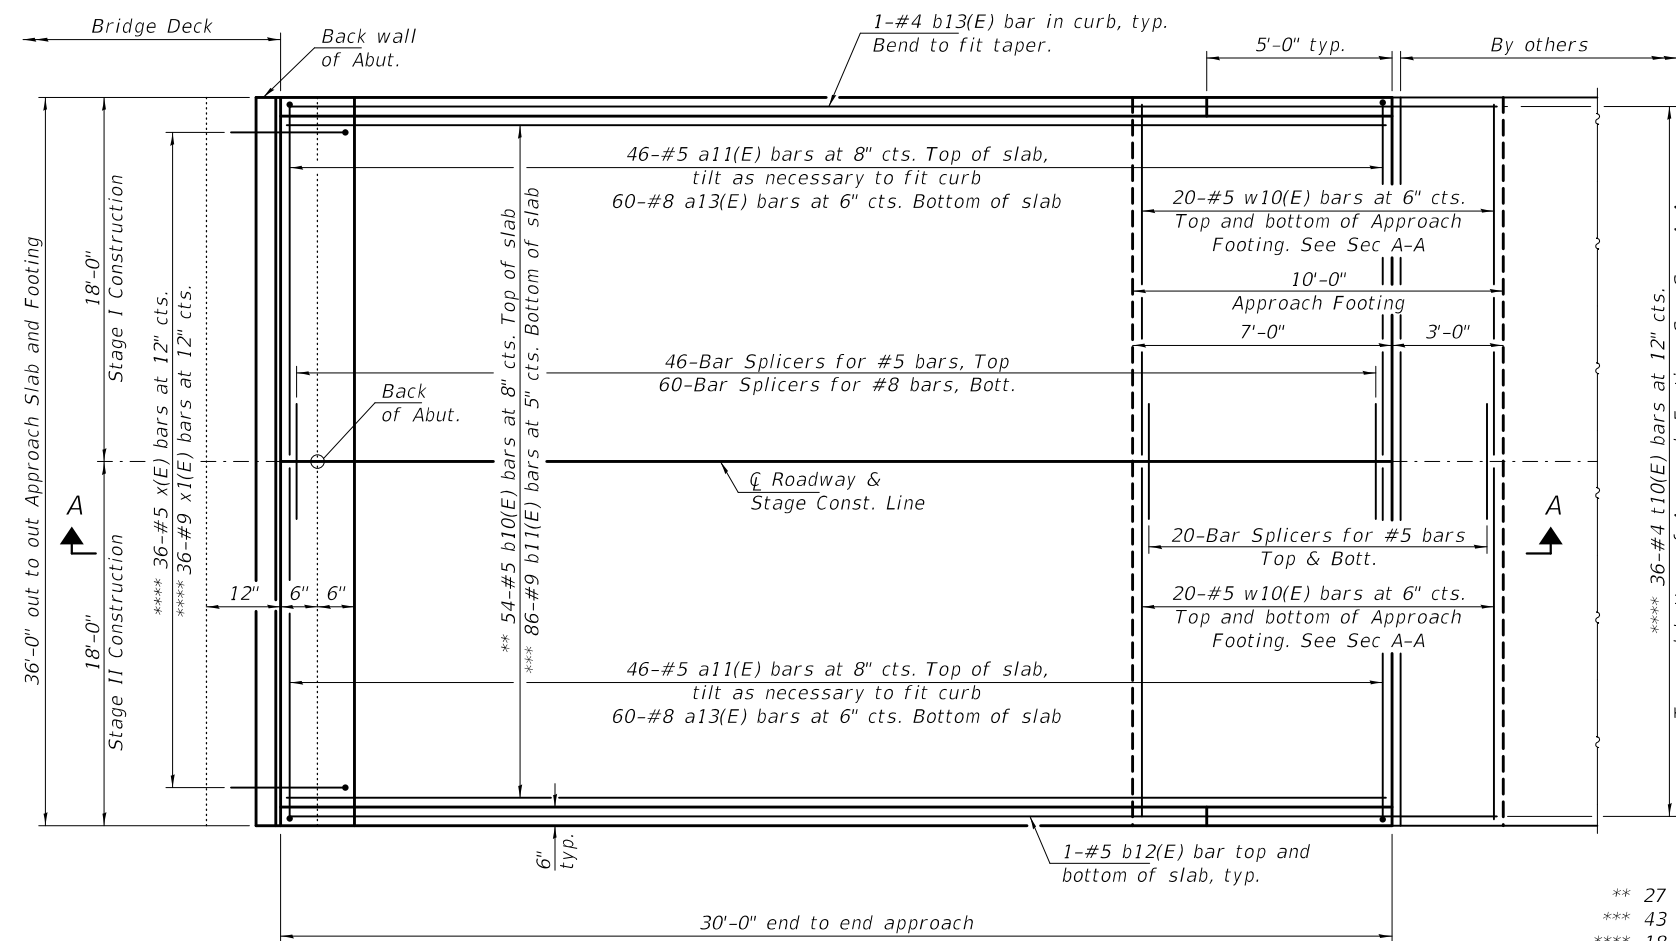 Bridge Deck
Back wall
of Abut.
1-#4 b13(E) bar in curb, typ.
Bend to fit taper.
5'-0" typ.
By others
46-#5 a11(E) bars at 8" cts. Top of slab,
tilt as necessary to fit curb
60-#8 a13(E) bars at 6" cts. Bottom of slab
20-#5 w10(E) bars at 6" cts.
Top and bottom of Approach
Footing. See Sec A-A
10'-0"
Approach Footing
7'-0"
3'-0"
36'-0" out to out Approach Slab and Footing
18'-0"
Stage I Construction
18'-0"
Stage II Construction
**** 36-#5 x(E) bars at 12" cts.
**** 36-#9 x1(E) bars at 12" cts.
** 54-#5 b10(E) bars at 8" cts. Top of slab
*** 86-#9 b11(E) bars at 5" cts. Bottom of slab
46-Bar Splicers for #5 bars, Top
60-Bar Splicers for #8 bars, Bott.
Back
of Abut.
℄ Roadway &
Stage Const. Line
A
A
20-Bar Splicers for #5 bars
Top & Bott.
12"
6"
6"
20-#5 w10(E) bars at 6" cts.
Top and bottom of Approach
Footing. See Sec A-A
46-#5 a11(E) bars at 8" cts. Top of slab,
tilt as necessary to fit curb
60-#8 a13(E) bars at 6" cts. Bottom of slab
**** 36-#4 t10(E) bars at 12" cts.
6"
typ.
1-#5 b12(E) bar top and
bottom of slab, typ.
30'-0" end to end approach
** 27
*** 43
**** 18